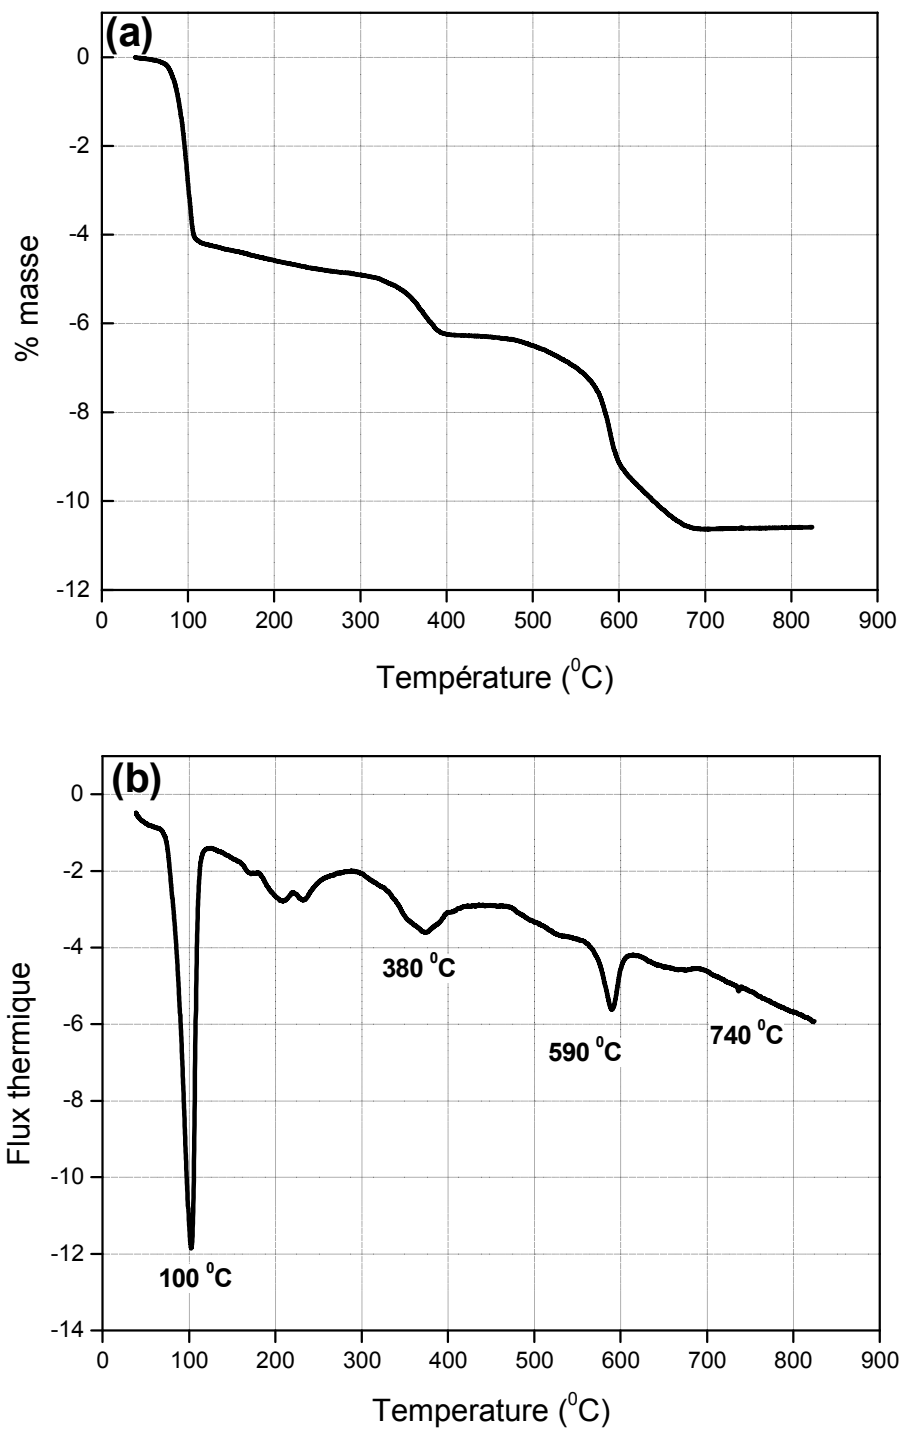 (a)
0
-2
-4
-6
-8
-10
-12
% masse
0 100 200 300 400 500 600 700 800 900
Température (⁰C)
(b)
0
-2
-4
-6
-8
-10
-12
-14
Flux thermique
380 ⁰C
590 ⁰C
740 ⁰C
100 ⁰C
0 100 200 300 400 500 600 700 800 900
Temperature (⁰C)